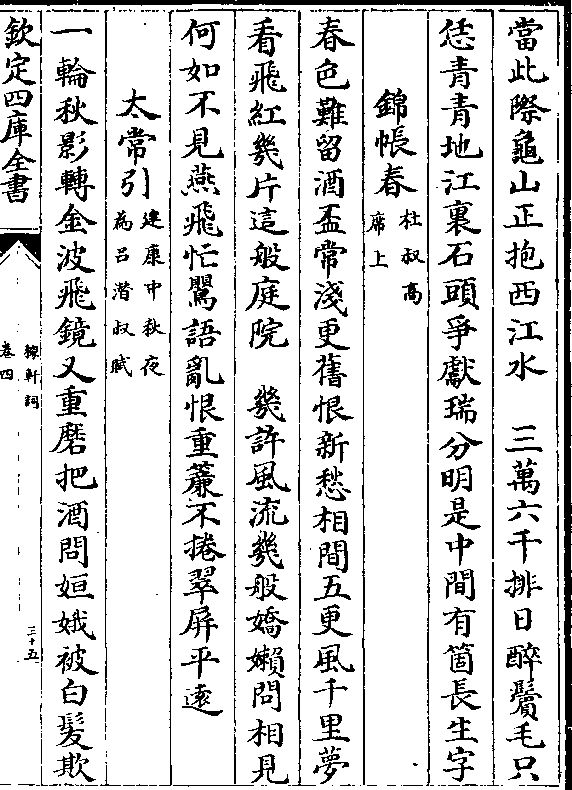 當此際龜山正抱西江水　三萬六千排日醉鬢毛只
恁青青地江裏石頭爭獻瑞分明是中間有箇長生字
錦帳春杜叔高席上
春色難留酒盃常淺更舊恨新愁相間五更風千里夢
看飛紅幾片這般庭院　幾許風流幾般嬌嬾問相見
何如不見燕飛忙鶯語亂恨重簾不捲翠屏平遠
太常引建康中秋夜為呂潛叔賦
一輪秋影轉金波飛鏡又重磨把酒問姮娥被白髮欺
欽定四庫全書
稼軒詞
卷四
三十五